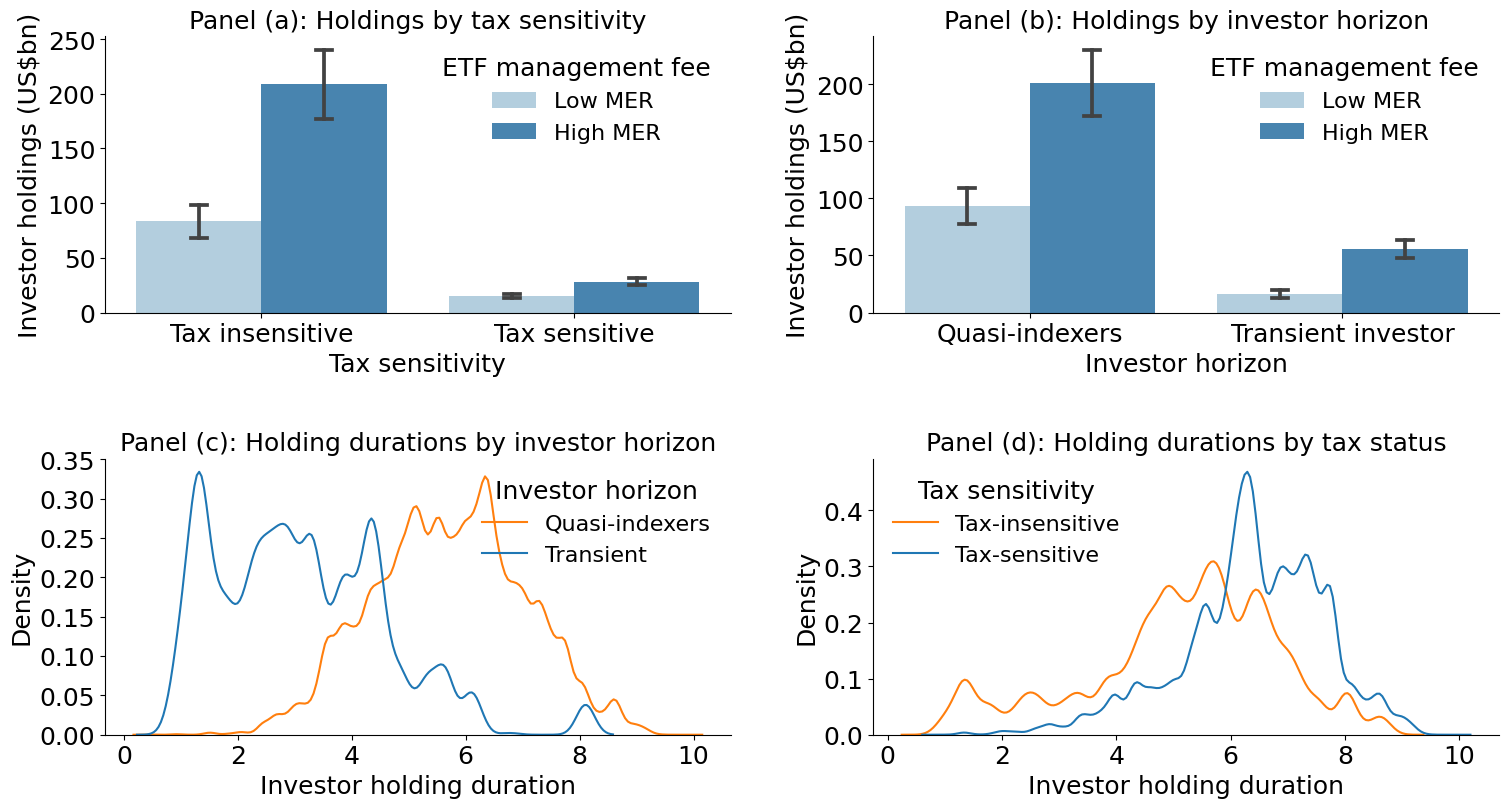 Panel (a): Holdings by tax sensitivity
Investor holdings (US$bn)
250
200
150
100
50
0
ETF management fee
Low MER
High MER
Tax insensitive
Tax sensitive
Tax sensitivity
Panel (b): Holdings by investor horizon
Investor holdings (US$bn)
200
150
100
50
0
ETF management fee
Low MER
High MER
Quasi-indexers
Transient investor
Investor horizon
Panel (c): Holding durations by investor horizon
Density
0.35
0.30
0.25
0.20
0.15
0.10
0.05
0.00
Investor horizon
Quasi-indexers
Transient
0 2 4 6 8 10
Investor holding duration
Panel (d): Holding durations by tax status
Density
0.4
0.3
0.2
0.1
0.0
Tax sensitivity
Tax-insensitive
Tax-sensitive
0 2 4 6 8 10
Investor holding duration